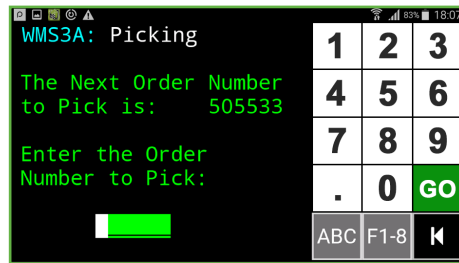 83% 18:07
WMS3A: Picking
The Next Order Number
to Pick is: 505533
Enter the Order
Number to Pick:
1 2 3
4 5 6
7 8 9
. 0 GO
ABC F1-8